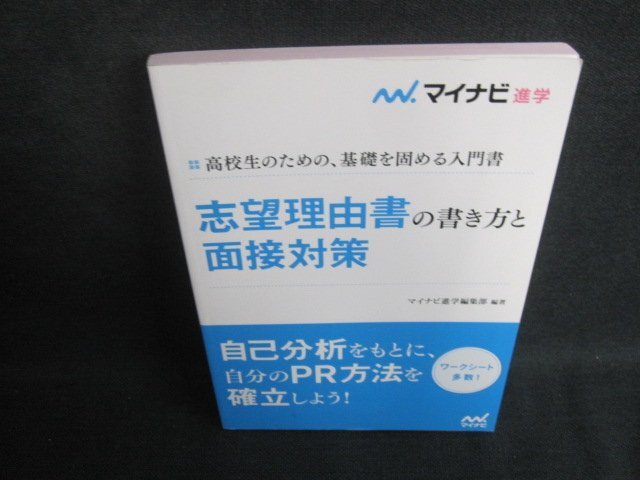 マイナビ進学
高校生のための、基礎を固める入門書
志望理由書の書き方と
面接対策
マイナビ進学編集部 編著
自己分析をもとに、
自分のPR方法を
確立しよう!
ワークシート
多数!
マイナビ